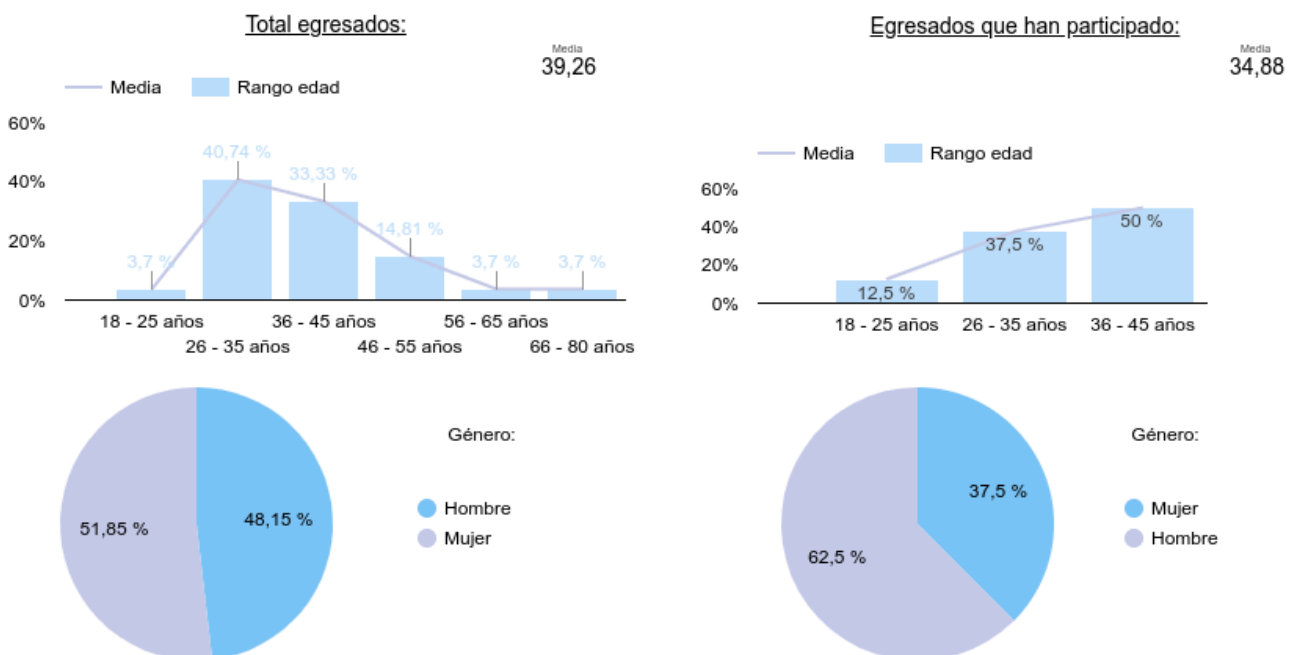 Total egresados:
Media
39,26
Media
Rango edad
60%
40%
20%
0%
3,7 %
40,74 %
33,33 %
14,81 %
3,7 %
3,7 %
18 - 25 años
26 - 35 años
36 - 45 años
46 - 55 años
56 - 65 años
66 - 80 años
51,85 %
48,15 %
Género:
Hombre
Mujer
Egresados que han participado:
Media
34,88
Media
Rango edad
60%
40%
20%
0%
12,5 %
37,5 %
50 %
18 - 25 años
26 - 35 años
36 - 45 años
62,5 %
37,5 %
Género:
Mujer
Hombre